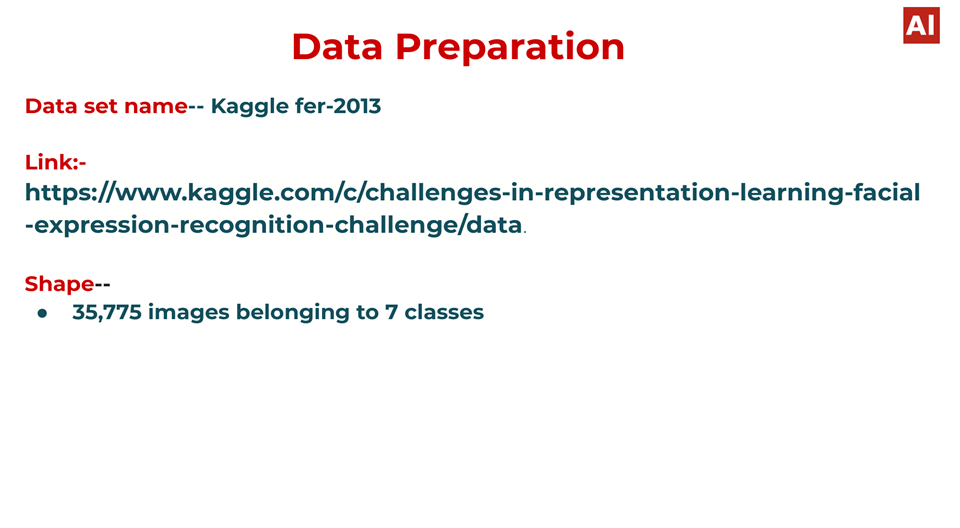 AI
Data Preparation
Data set name-- Kaggle fer-2013
Link:-
https://www.kaggle.com/c/challenges-in-representation-learning-facial
-expression-recognition-challenge/data.
Shape--
● 35,775 images belonging to 7 classes